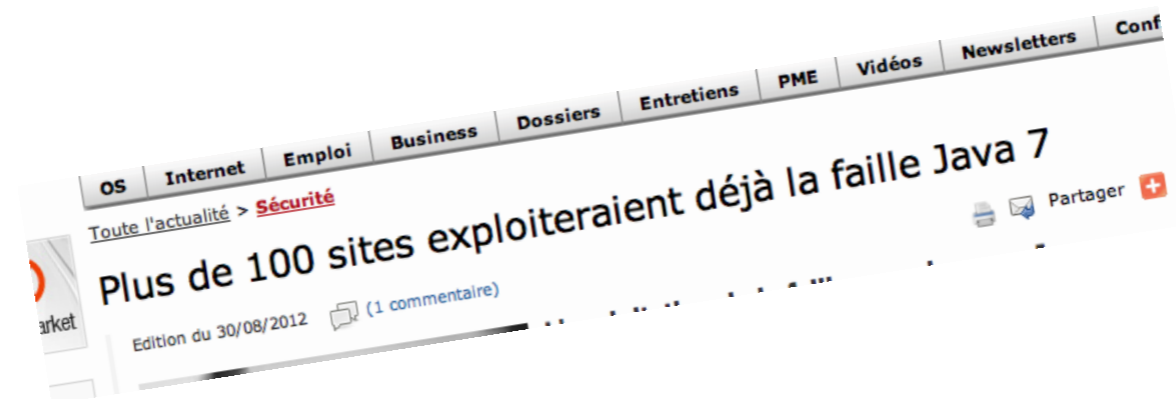 OS Internet Emploi Business Dossiers Entretiens PME Vidéos Newsletters Conf
Toute l'actualité > Sécurité
Plus de 100 sites exploiteraient déjà la faille Java 7
Partager
Edition du 30/08/2012 (1 commentaire)
arket